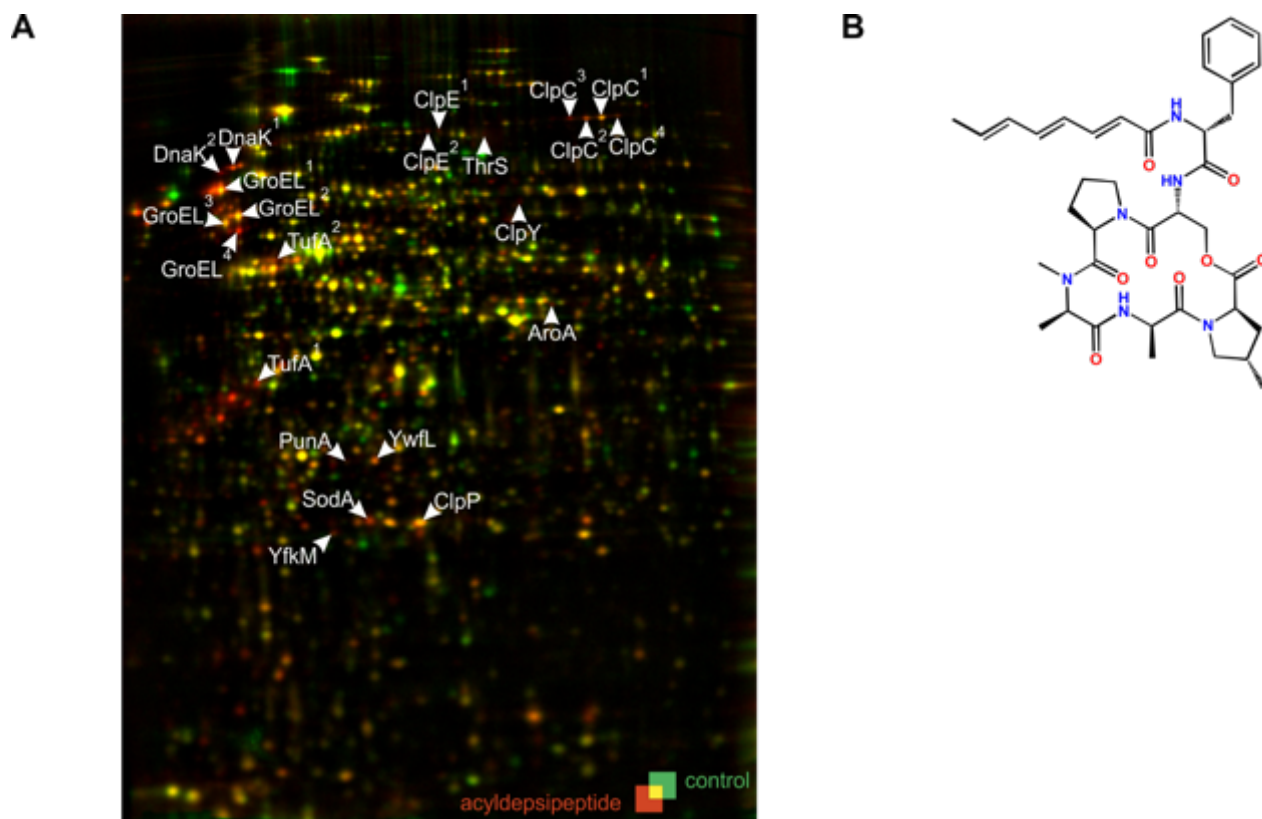 A
B
ClpE1
ClpC3
ClpC1
ClpE2
ThrS
ClpC2
ClpC4
DnaK2
DnaK1
GroEL1
GroEL3
GroEL2
ClpY
TufA2
GroEL4
AroA
TufA1
PunA
YwfL
SodA
ClpP
YfkM
control
acyldepsipeptide
H
N
O
HN
O
N
O
O
O
O
N
O
H
N
O
N
O